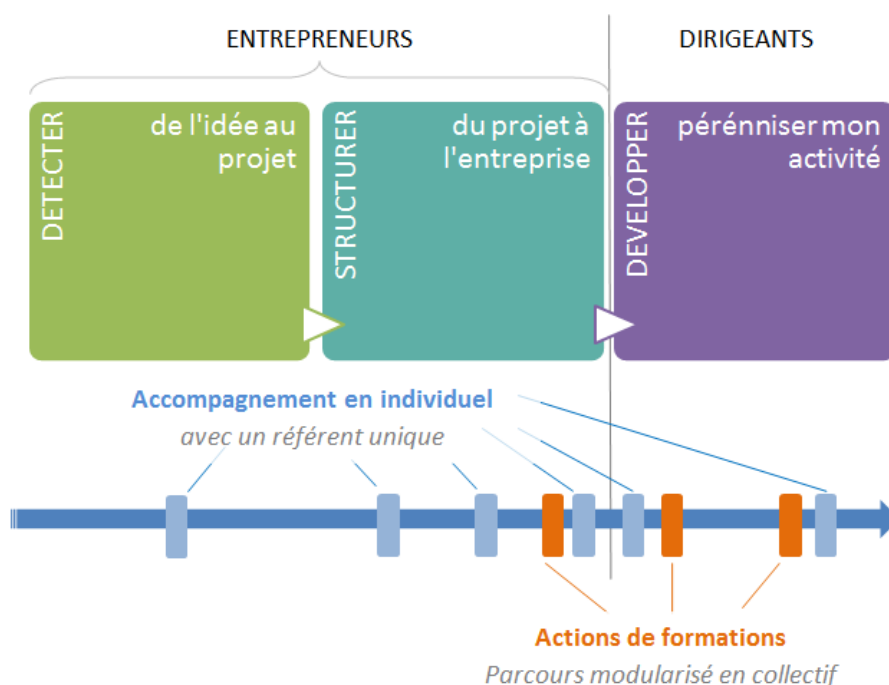 ENTREPRENEURS
DIRIGEANTS
DETECTER
de l'idée au
projet
STRUCTURER
du projet à
l'entreprise
DEVELOPPER
pérénniser mon
activité
Accompagnement en individuel
avec un référent unique
Actions de formations
Parcours modularisé en collectif